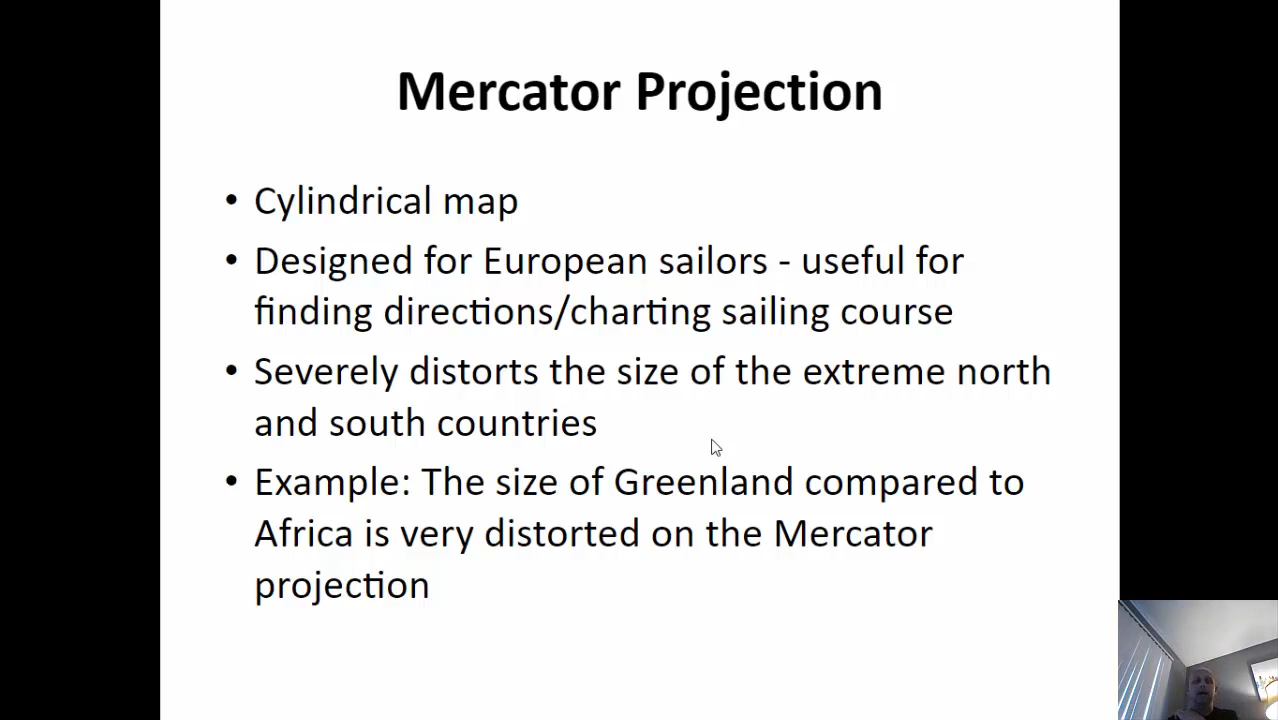 Mercator Projection
• Cylindrical map
• Designed for European sailors - useful for
finding directions/charting sailing course
• Severely distorts the size of the extreme north
and south countries
• Example: The size of Greenland compared to
Africa is very distorted on the Mercator
projection